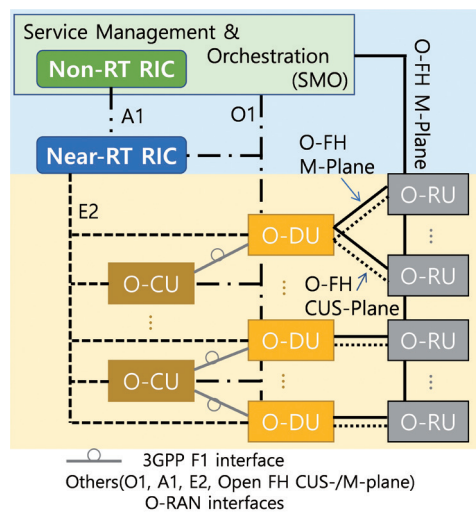 Service Management &
Orchestration
(SMO)
Non-RT RIC
A1
O1
Near-RT RIC
O-FH M-Plane
O-FH
M-Plane
O-RU
E2
O-DU
O-RU
O-CU
O-FH
CUS-Plane
O-DU
O-RU
O-CU
O-DU
O-RU
3GPP F1 interface
Others(O1, A1, E2, Open FH CUS-/M-plane)
O-RAN interfaces